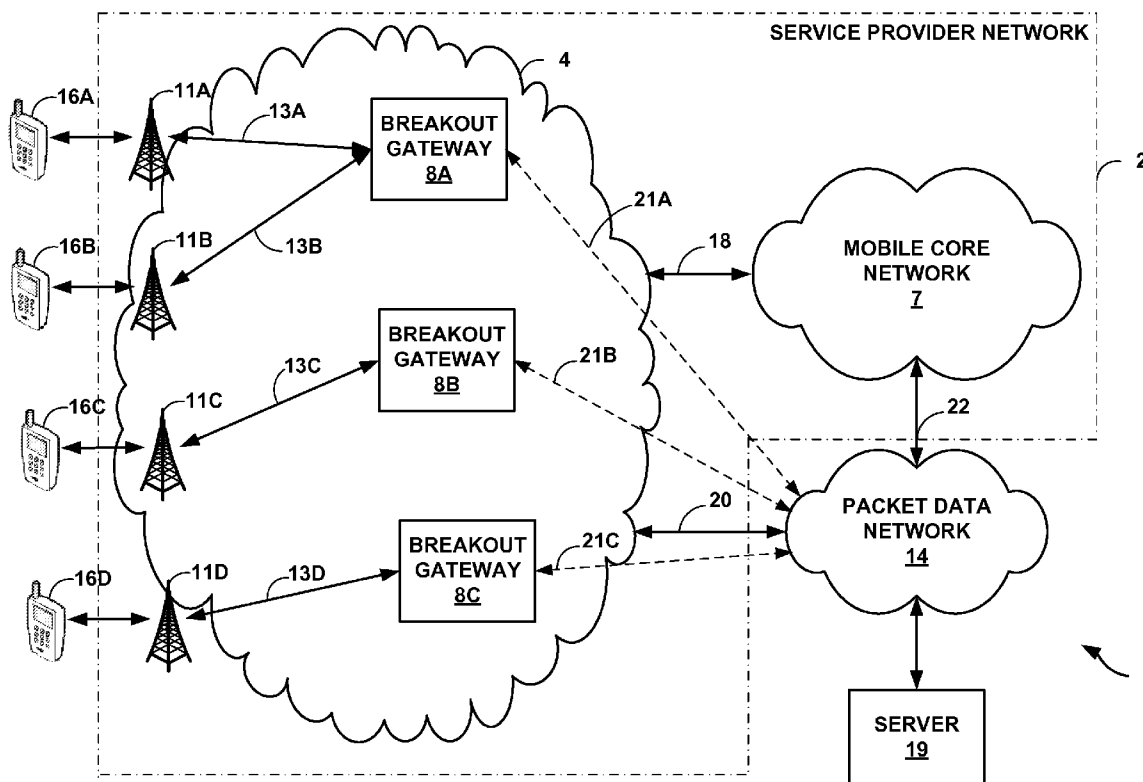 SERVICE PROVIDER NETWORK
4
16A
11A
13A
BREAKOUT
GATEWAY
8A
2
21A
16B
11B
13B
18
MOBILE CORE
NETWORK
7
BREAKOUT
GATEWAY
8B
13C
21B
16C
11C
22
20
PACKET DATA
NETWORK
14
BREAKOUT
GATEWAY
8C
21C
16D
11D
13D
SERVER
19